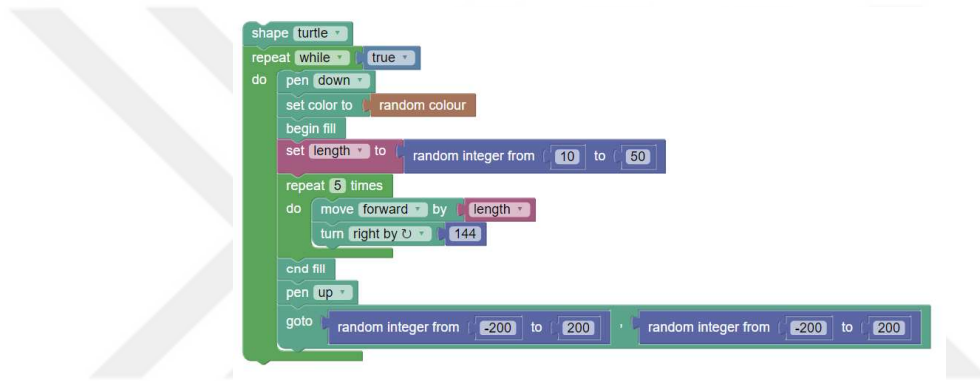 shape turtle
repeat while true
do pen down
set color to random colour
begin fill
set length to random integer from 10 to 50
repeat 5 times
do move forward by length
turn right by ↻ 144
end fill
pen up
goto random integer from -200 to 200 , random integer from -200 to 200